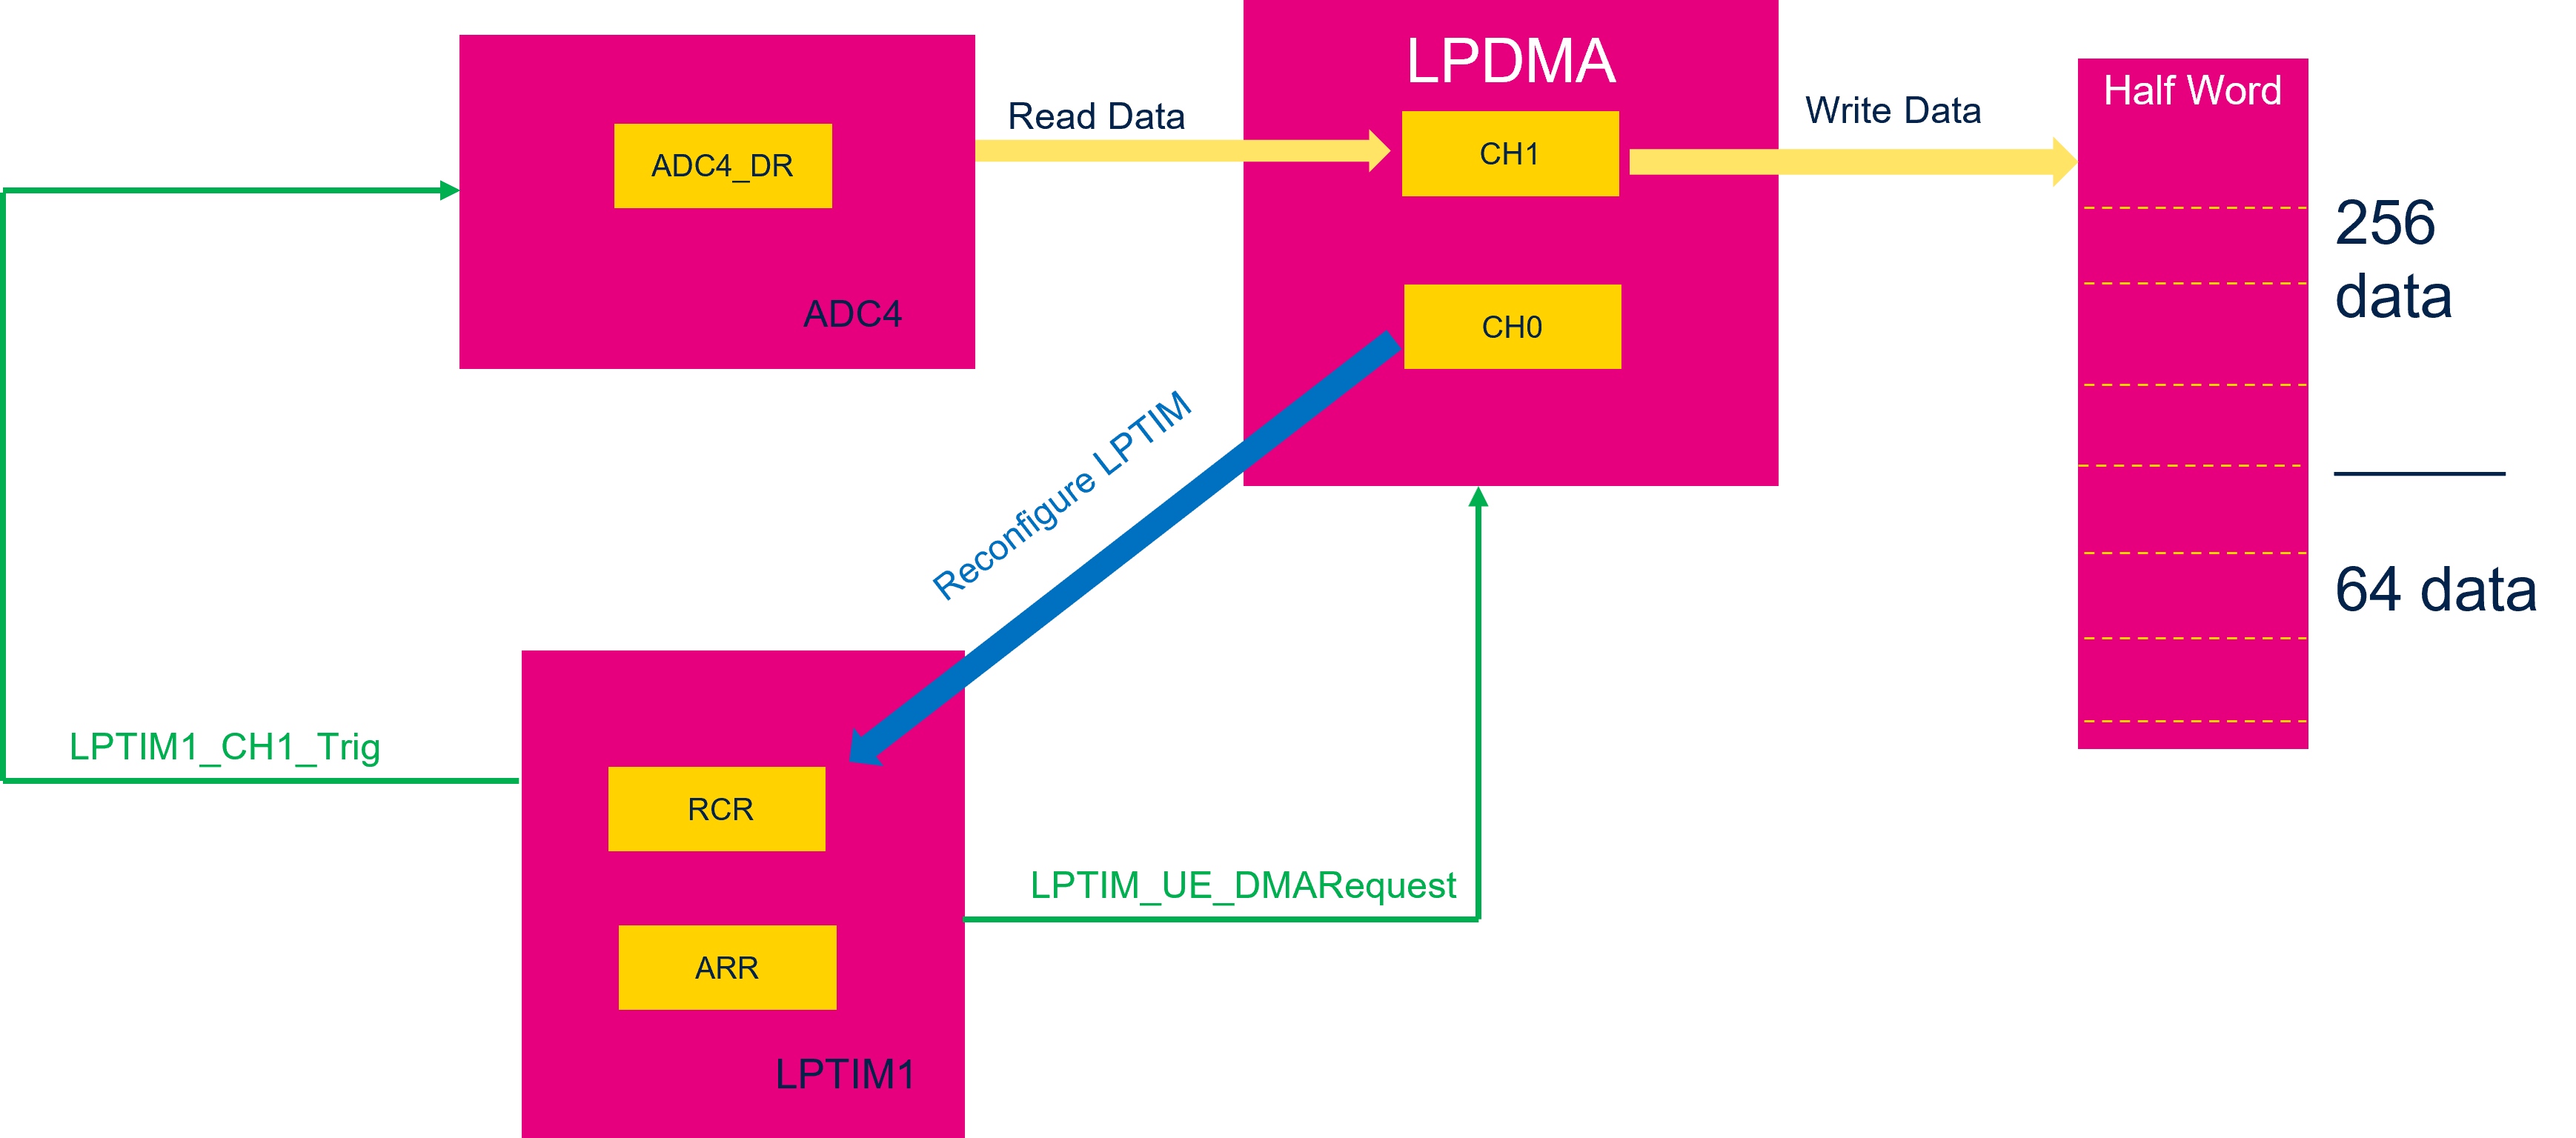 LPDMA
Half Word
Read Data
Write Data
ADC4_DR
CH1
256
data
ADC4
CH0
Reconfigure LPTIM
64 data
LPTIM1_CH1_Trig
RCR
LPTIM_UE_DMARequest
ARR
LPTIM1